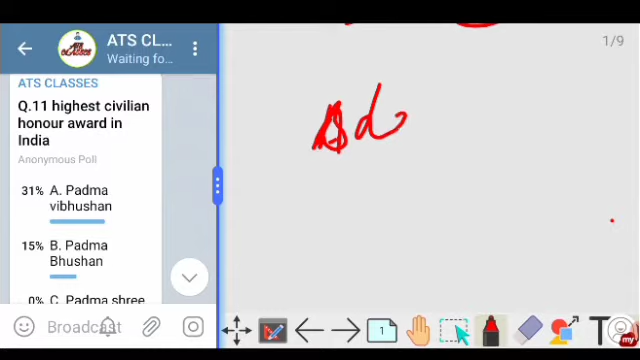 ATS CL...
Waiting fo...
1/9
ATS CLASSES
Q.11 highest civilian
honour award in
India
Anonymous Poll
31% A. Padma
vibhushan
15% B. Padma
Bhushan
0% C. Padma shree
Broadcast
1
T
my